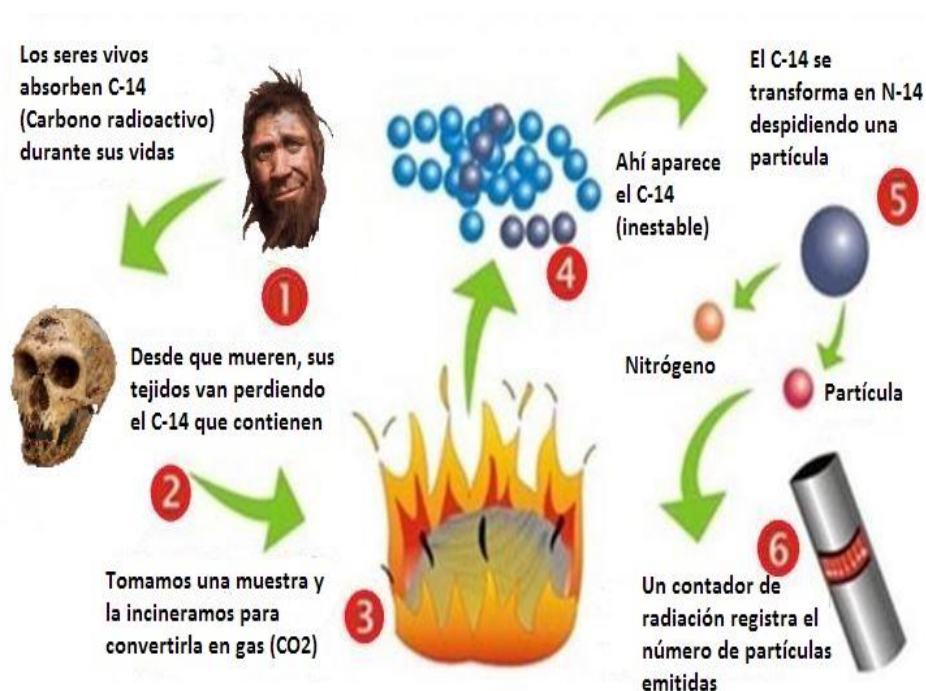 Los seres vivos
absorben C-14
(Carbono radioactivo)
durante sus vidas
1
Desde que mueren, sus
tejidos van perdiendo
el C-14 que contienen
2
Tomamos una muestra y
la incineramos para
convertirla en gas (CO2)
3
Ahí aparece
el C-14
(inestable)
4
El C-14 se
transforma en N-14
despidiendo una
partícula
5
Nitrógeno
Partícula
6
Un contador de
radiación registra el
número de partículas
emitidas